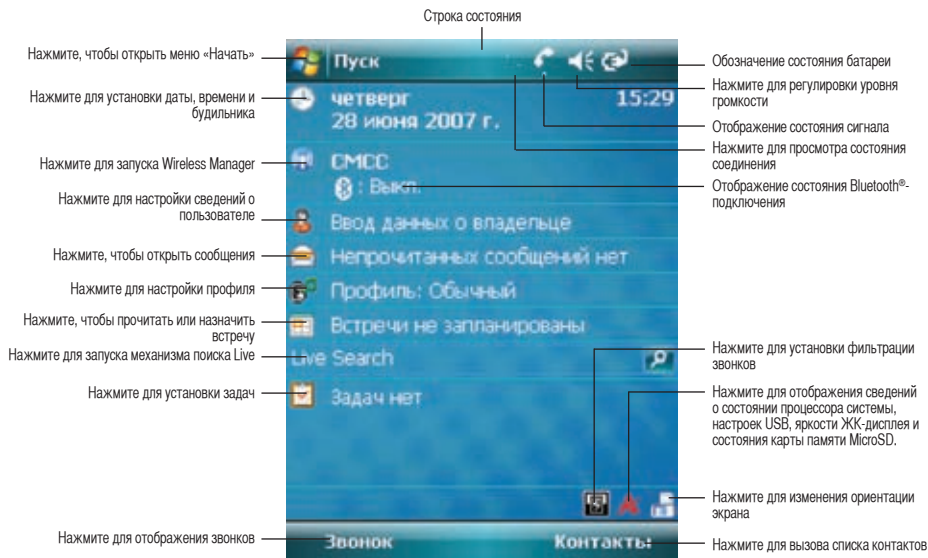 Строка состояния
Нажмите, чтобы открыть меню «Начать»
Нажмите для установки даты, времени и
будильника
Нажмите для запуска Wireless Manager
Нажмите для настройки сведений о
пользователе
Нажмите, чтобы открыть сообщения
Нажмите для настройки профиля
Нажмите, чтобы прочитать или назначить
встречу
Нажмите для запуска механизма поиска Live
Нажмите для установки задач
Нажмите для отображения звонков
Пуск
четверг
15:29
28 июня 2007 г.
CMCC
: Выкл.
Ввод данных о владельце
Непрочитанных сообщений нет
Профиль: Обычный
Встречи не запланированы
Live Search
Задач нет
Звонок
Контакты
Обозначение состояния батареи
Нажмите для регулировки уровня
громкости
Отображение состояния сигнала
Нажмите для просмотра состояния
соединения
Отображение состояния Bluetooth®-
подключения
Нажмите для установки фильтрации
звонков
Нажмите для отображения сведений
о состоянии процессора системы,
настроек USB, яркости ЖК-дисплея и
состояния карты памяти MicroSD.
Нажмите для изменения ориентации
экрана
Нажмите для вызова списка контактов